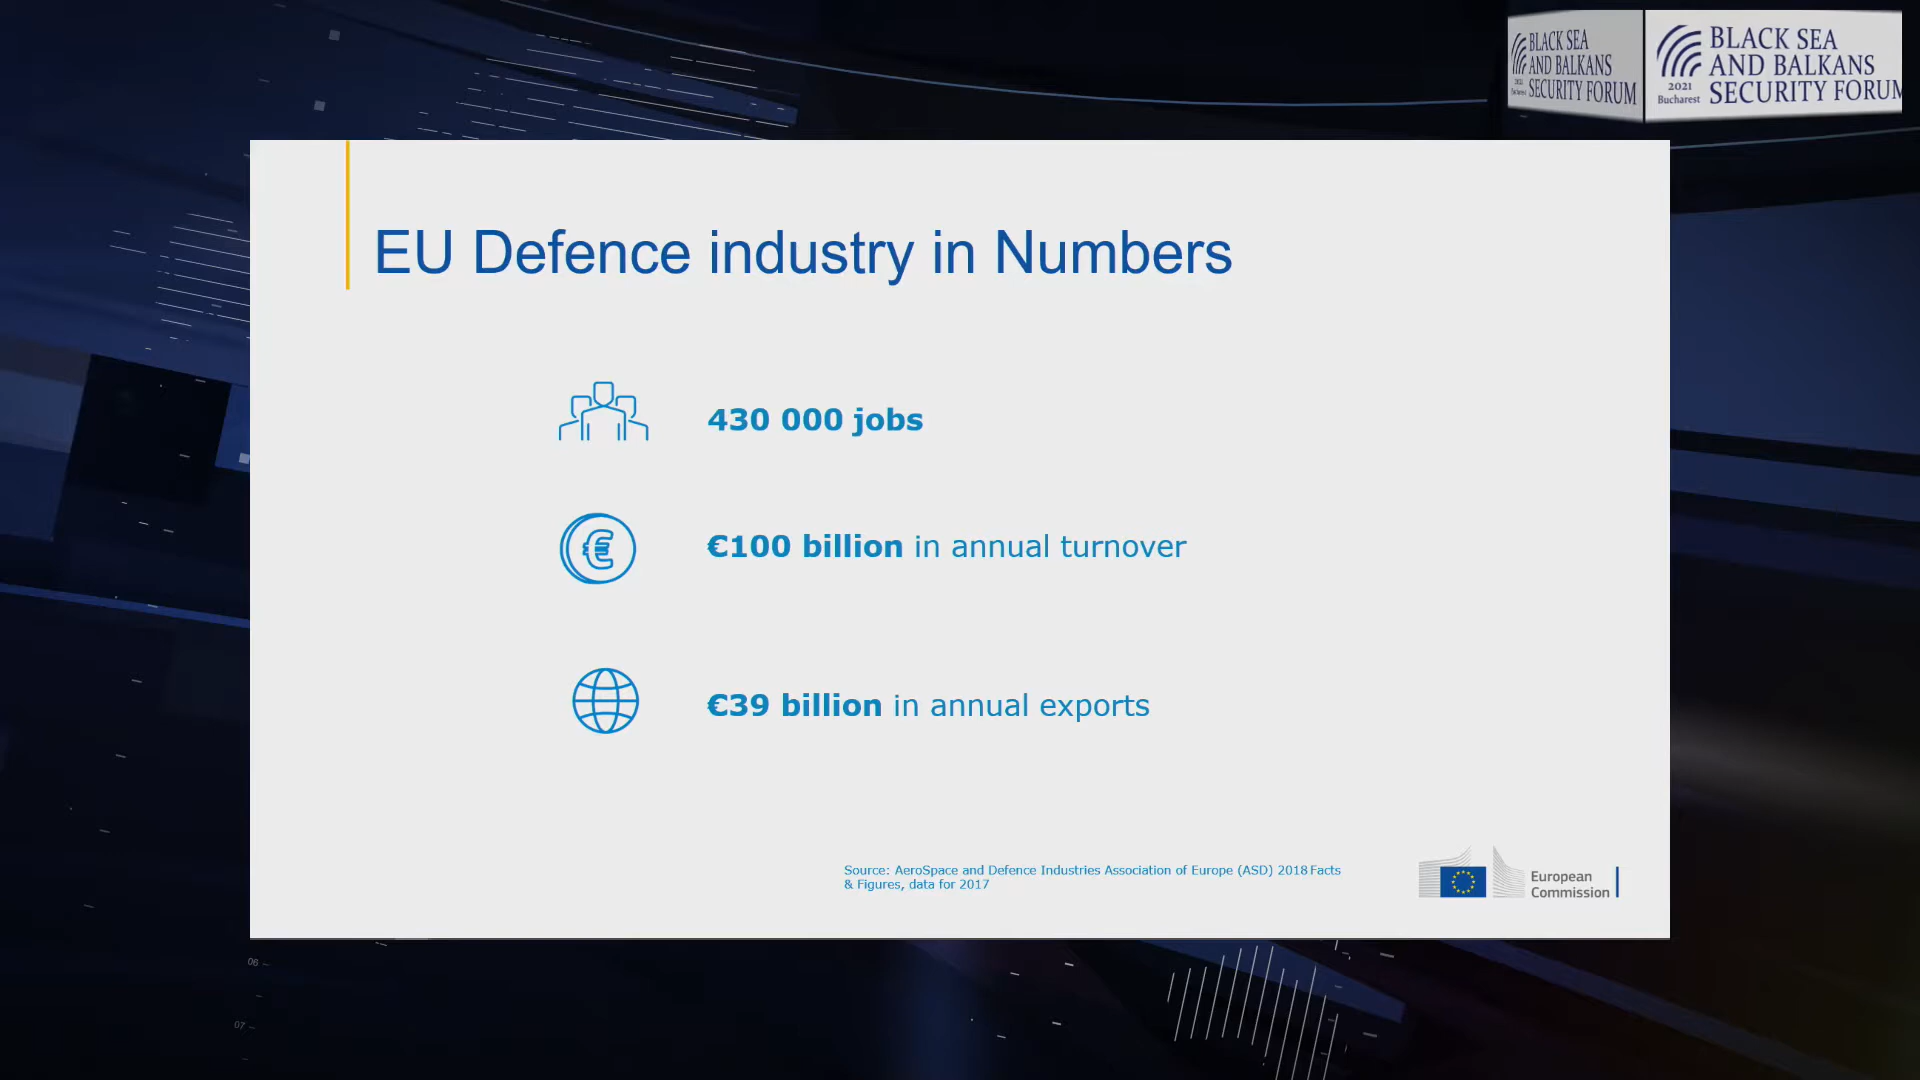 BLACK SEA
AND BALKANS
SECURITY FORUM
BLACK SEA
AND BALKANS
SECURITY FORUM
2021
Bucharest
EU Defence industry in Numbers
430 000 jobs
€100 billion in annual turnover
€39 billion in annual exports
Source: AeroSpace and Defence Industries Association of Europe (ASD) 2018 Facts
& Figures, data for 2017
European
Commission
06
07